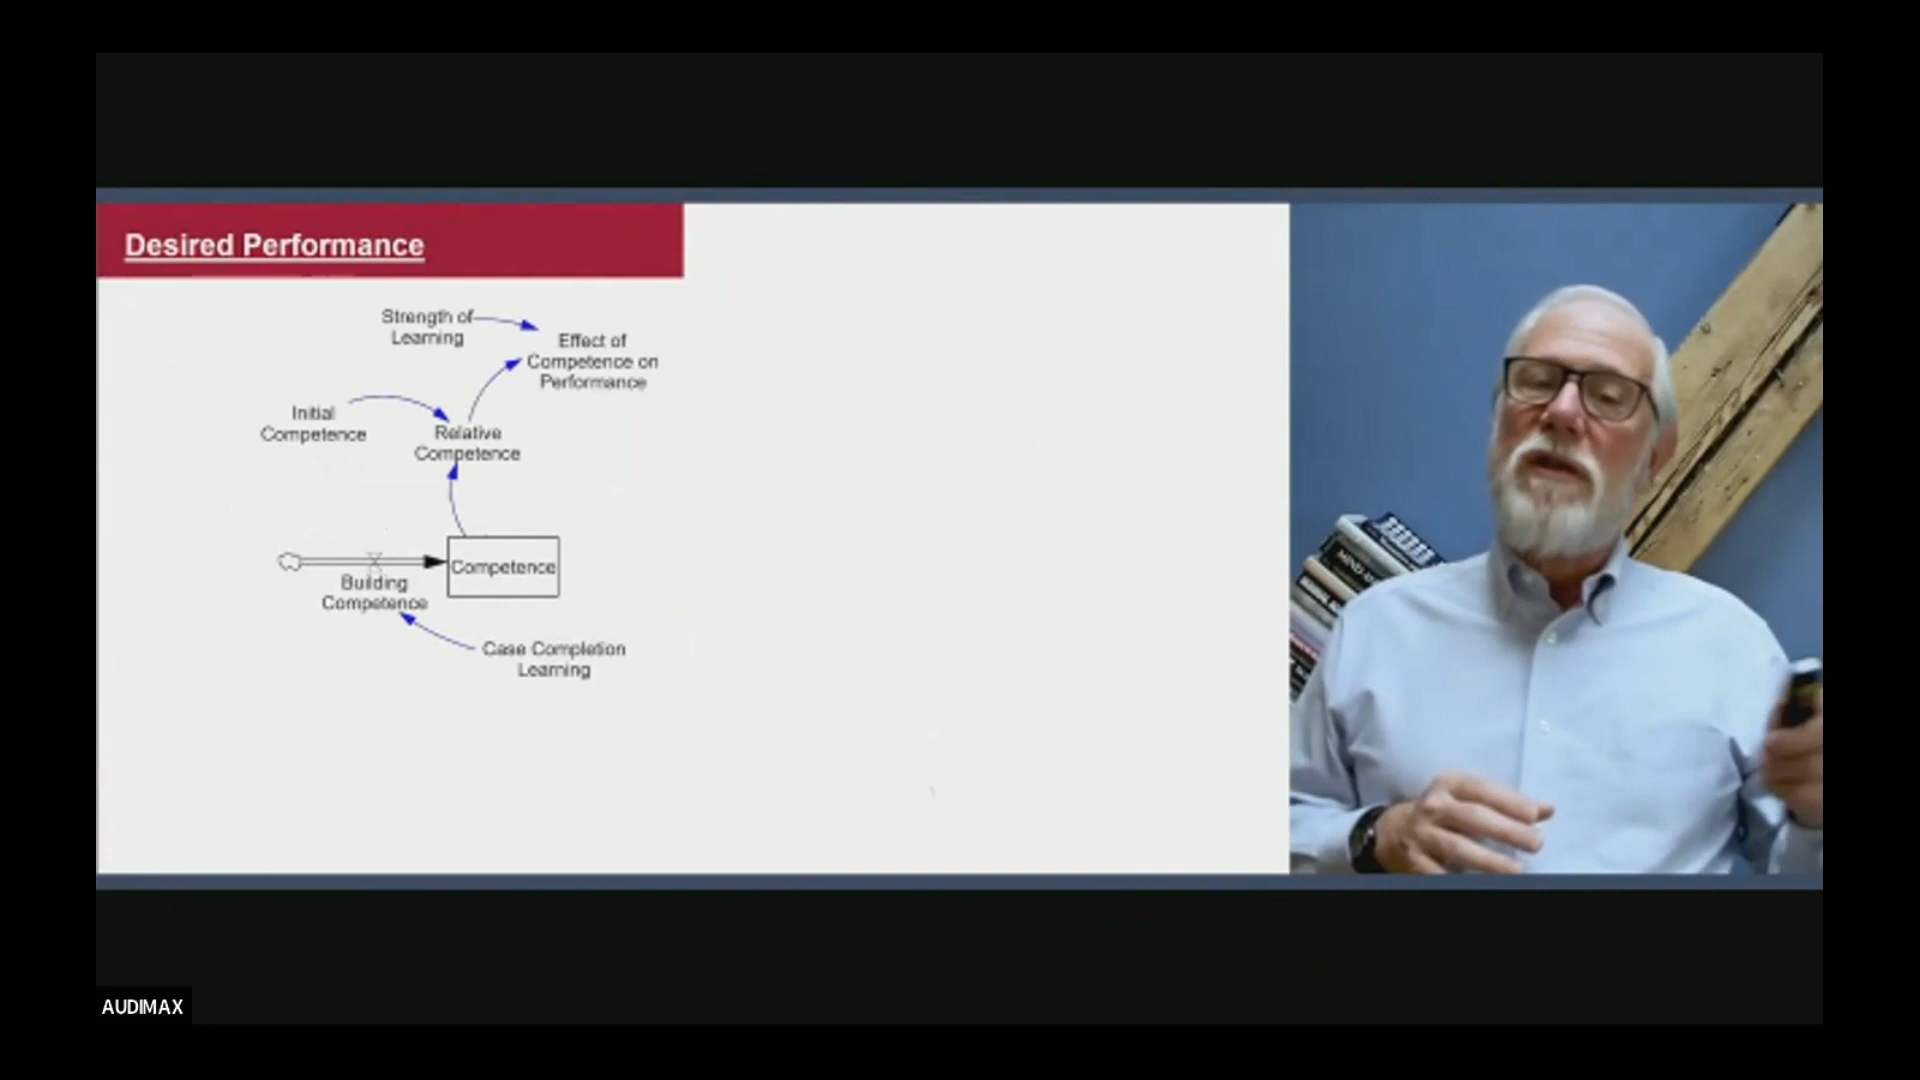 Desired Performance
Strength of
Learning
Effect of
Competence on
Performance
Initial
Competence
Relative
Competence
Competence
Building
Competence
Case Completion
Learning
AUDIMAX